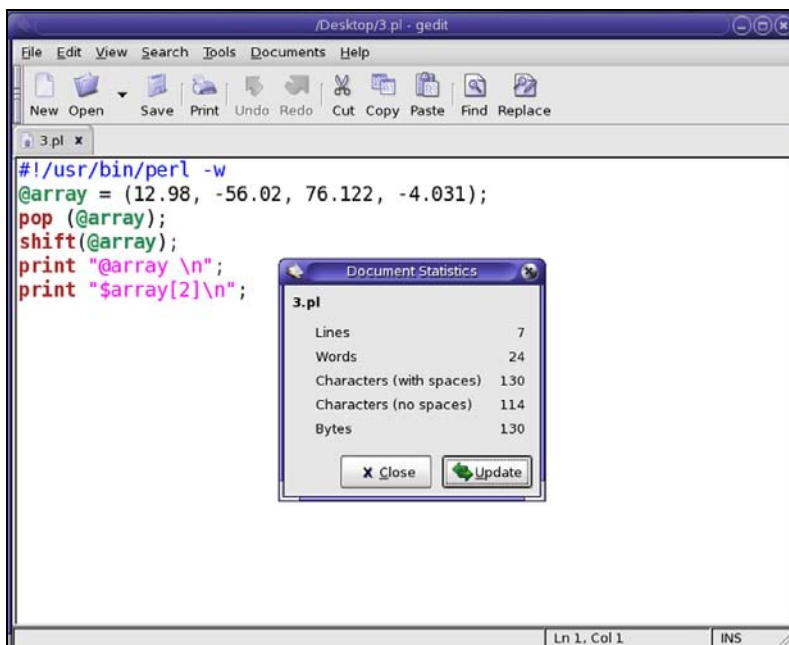 /Desktop/3.pl - gedit
File Edit View Search Tools Documents Help
New Open Save Print Undo Redo Cut Copy Paste Find Replace
3.pl x
#!/usr/bin/perl -w
@array = (12.98, -56.02, 76.122, -4.031);
pop (@array);
shift(@array);
print "@array \n";
print "$array[2]\n";
Document Statistics
3.pl
Lines 7
Words 24
Characters (with spaces) 130
Characters (no spaces) 114
Bytes 130
x Close Update
Ln 1, Col 1 INS